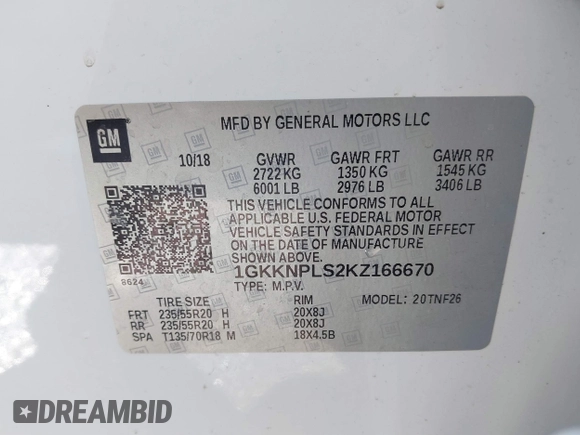 GM
MFD BY GENERAL MOTORS LLC
10/18 GVWR GAWR FRT GAWR RR
2722 KG 1350 KG 1545 KG
6001 LB 2976 LB 3406 LB
THIS VEHICLE CONFORMS TO ALL
APPLICABLE U.S. FEDERAL MOTOR
VEHICLE SAFETY STANDARDS IN EFFECT
ON THE DATE OF MANUFACTURE
SHOWN ABOVE.
1GKKNPLS2KZ166670
TYPE: M.P.V.
8624
TIRE SIZE RIM MODEL: 20TNF26
FRT 235/55R20 H 20X8J
RR 235/55R20 H 20X8J
SPA T135/70R18 M 18X4.5B
DREAMBID